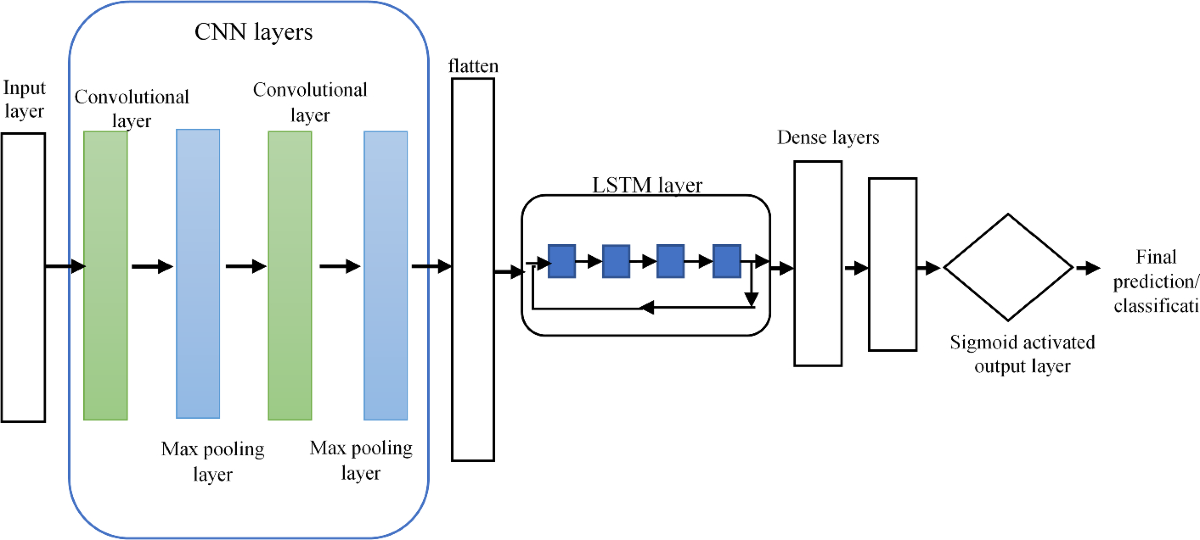 CNN layers
Input
layer
Convolutional
layer
Convolutional
layer
Max pooling
layer
Max pooling
layer
flatten
LSTM layer
Dense layers
Sigmoid activated
output layer
Final
prediction/
classificati